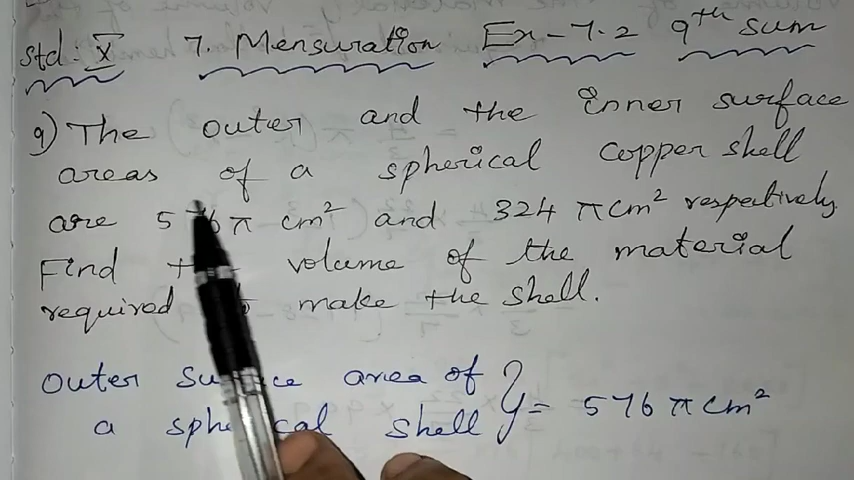 Std: X 7. Mensuration Ex-7.2 9th sum
9) The outer and the inner surface
areas of a spherical copper shell
are 576π cm² and 324 π cm² respectively
Find volume of the material
required make the shell.
outer area of
a shell } = 576 π cm²